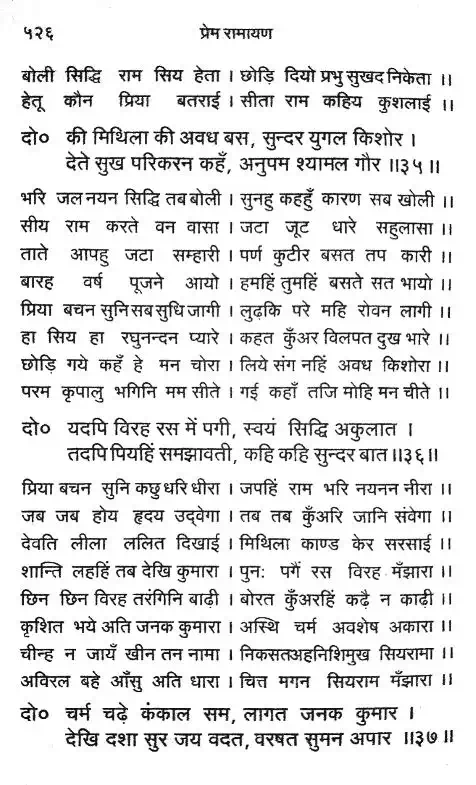 ५२६ प्रेम रामायण
बोली सिद्धि राम सिय हेता । छोड़ि दियो प्रभु सुखद निकेता ।।
हेतू कौन प्रिया बतराई । सीता राम कहिय कुशलाई ।।
दो० की मिथिला की अवध बस, सुन्दर युगल किशोर ।
देते सुख परिकरन कहँ, अनुपम श्यामल गौर ।।३५।।
भरि जल नयन सिद्धि तब बोली । सुनहु कहहुँ कारण सब खोली ।।
सीय राम करते वन वासा । जटा जूट धारे सहुलासा ।।
ताते आपहु जटा सम्हारी । पर्ण कुटीर बसत तप कारी ।।
बारह वर्ष पूजने आयो । हमहिं तुमहिं बसते सत भायो ।।
प्रिया बचन सुनि सब सुधि जागी । लुढ़कि परे महि रोवन लागी ।।
हा सिय हा रघुनन्दन प्यारे । कहत कुँअर विलपत दुख भारे ।।
छोड़ि गये कहँ हे मन चोरा । लिये संग नहिं अवध किशोरा ।।
परम कृपालु भगिनि मम सीते । गई कहाँ तजि मोहि मन चीते ।।
दो० यदपि विरह रस में पगी, स्वयं सिद्धि अकुलात ।
तदपि पियहिं समझावती, कहि कहि सुन्दर बात ।।३६।।
प्रिया बचन सुनि कछु धरि धीरा । जपहिं राम भरि नयनन नीरा ।।
जब जब होय हृदय उद्वेगा । तब तब कुँअरि जानि संवेगा ।।
देवति लीला ललित दिखाई । मिथिला काण्ड केर सरसाई ।।
शान्ति लहहिं तब देखि कुमारा । पुनः पगैं रस विरह मँझारा ।।
छिन छिन विरह तरंगिनि बाढ़ी । बोरत कुँअरहिं कढ़ै न काढ़ी ।।
कृशित भये अति जनक कुमारा । अस्थि चर्म अवशेष अकारा ।।
चीन्ह न जायँ खीन तन नामा । निकसतअहनिशिमुख सियरामा ।।
अविरल बहे आँसु अति धारा । चित्त मगन सियराम मँझारा ।।
दो० चर्म चढ़े कंकाल सम, लागत जनक कुमार ।
देखि दशा सुर जय वदत, वरषत सुमन अपार ।।३७।।